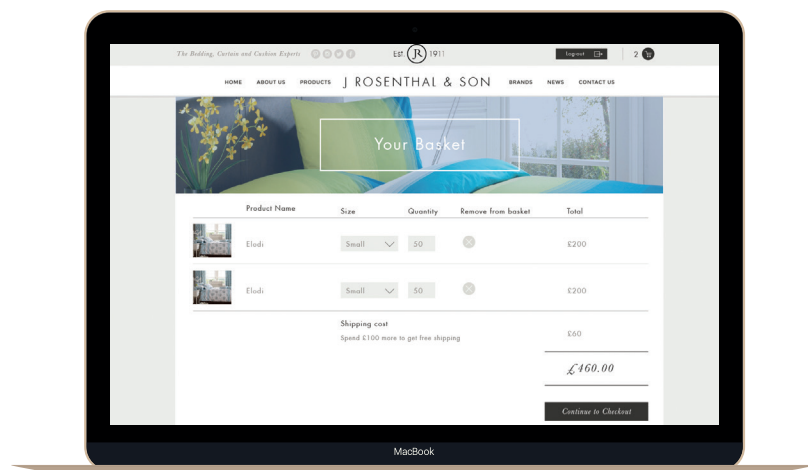 The Bedding, Curtain and Cushion Experts
Est. JR 1911
Logout
2
HOME ABOUT US PRODUCTS J ROSENTHAL & SON BRANDS NEWS CONTACT US
Your Basket
Product Name Size Quantity Remove from basket Total
Elodi Small 50 £200
Elodi Small 50 £200
Shipping cost
Spend £100 more to get free shipping £60
£460.00
Continue to Checkout
MacBook